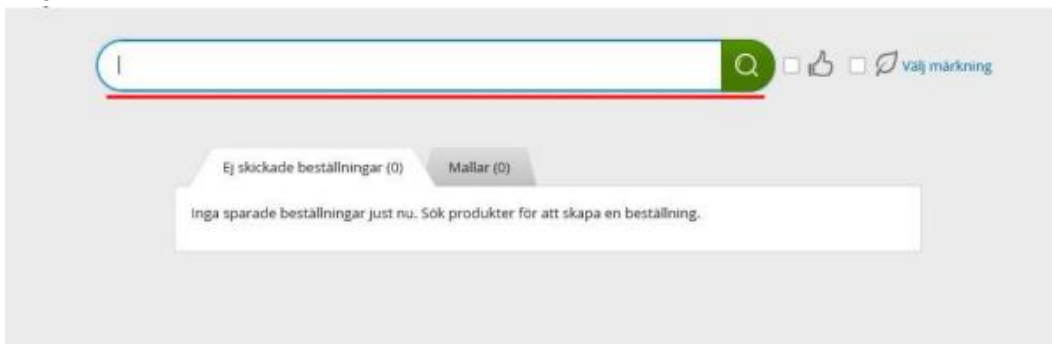 Välj märkning
Ej skickade beställningar (0) Mallar (0)
Inga sparade beställningar just nu. Sök produkter för att skapa en beställning.